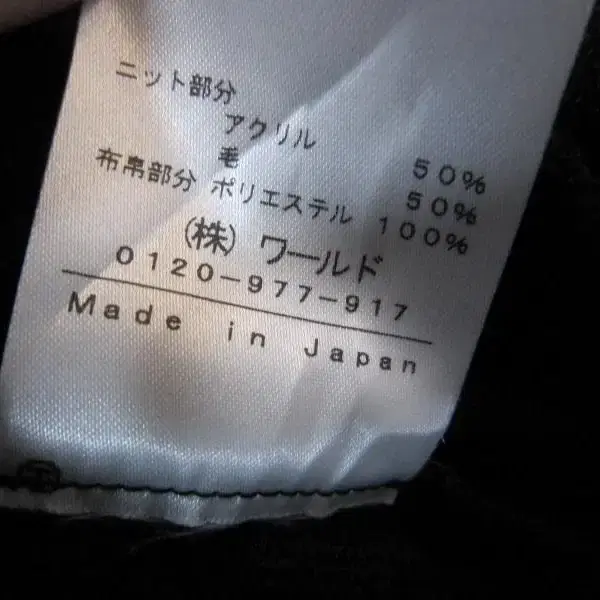 ニット部分
アクリル 50%
毛 50%
布帛部分 ポリエステル 100%
(株) ワールド
0120-977-917
Made in Japan